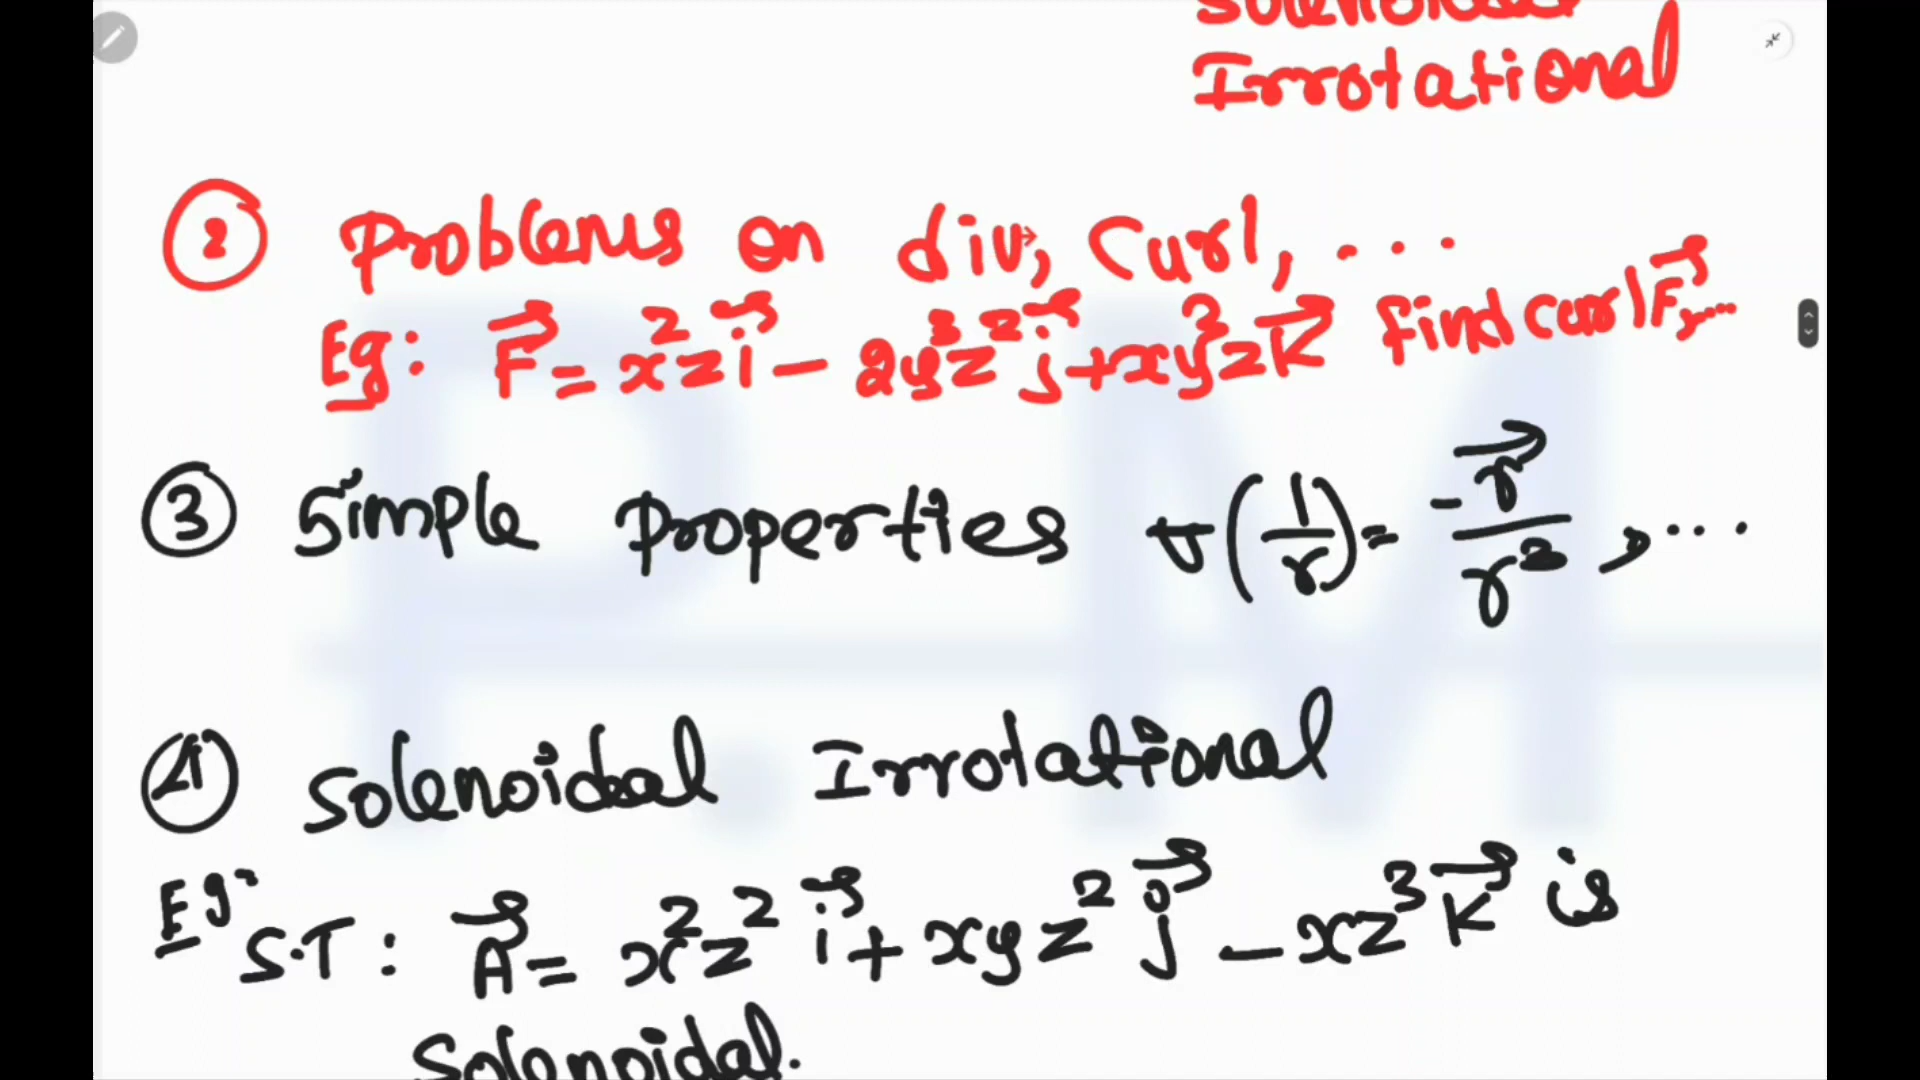 Solenoidal
Irrotational
② Problems on div, Curl, ...
Eg: F⃗ = x²z i⃗ - 2y³z² j⃗ + xy²z K⃗ find curl F⃗, ...
③ Simple Properties ∇(1/r) = -r⃗/r³, ...
④ Solenoidal Irrotational
Eg: S.T: A⃗ = x²z² i⃗ + xyz² j⃗ - xz³ K⃗ is
Solenoidal.
P.M